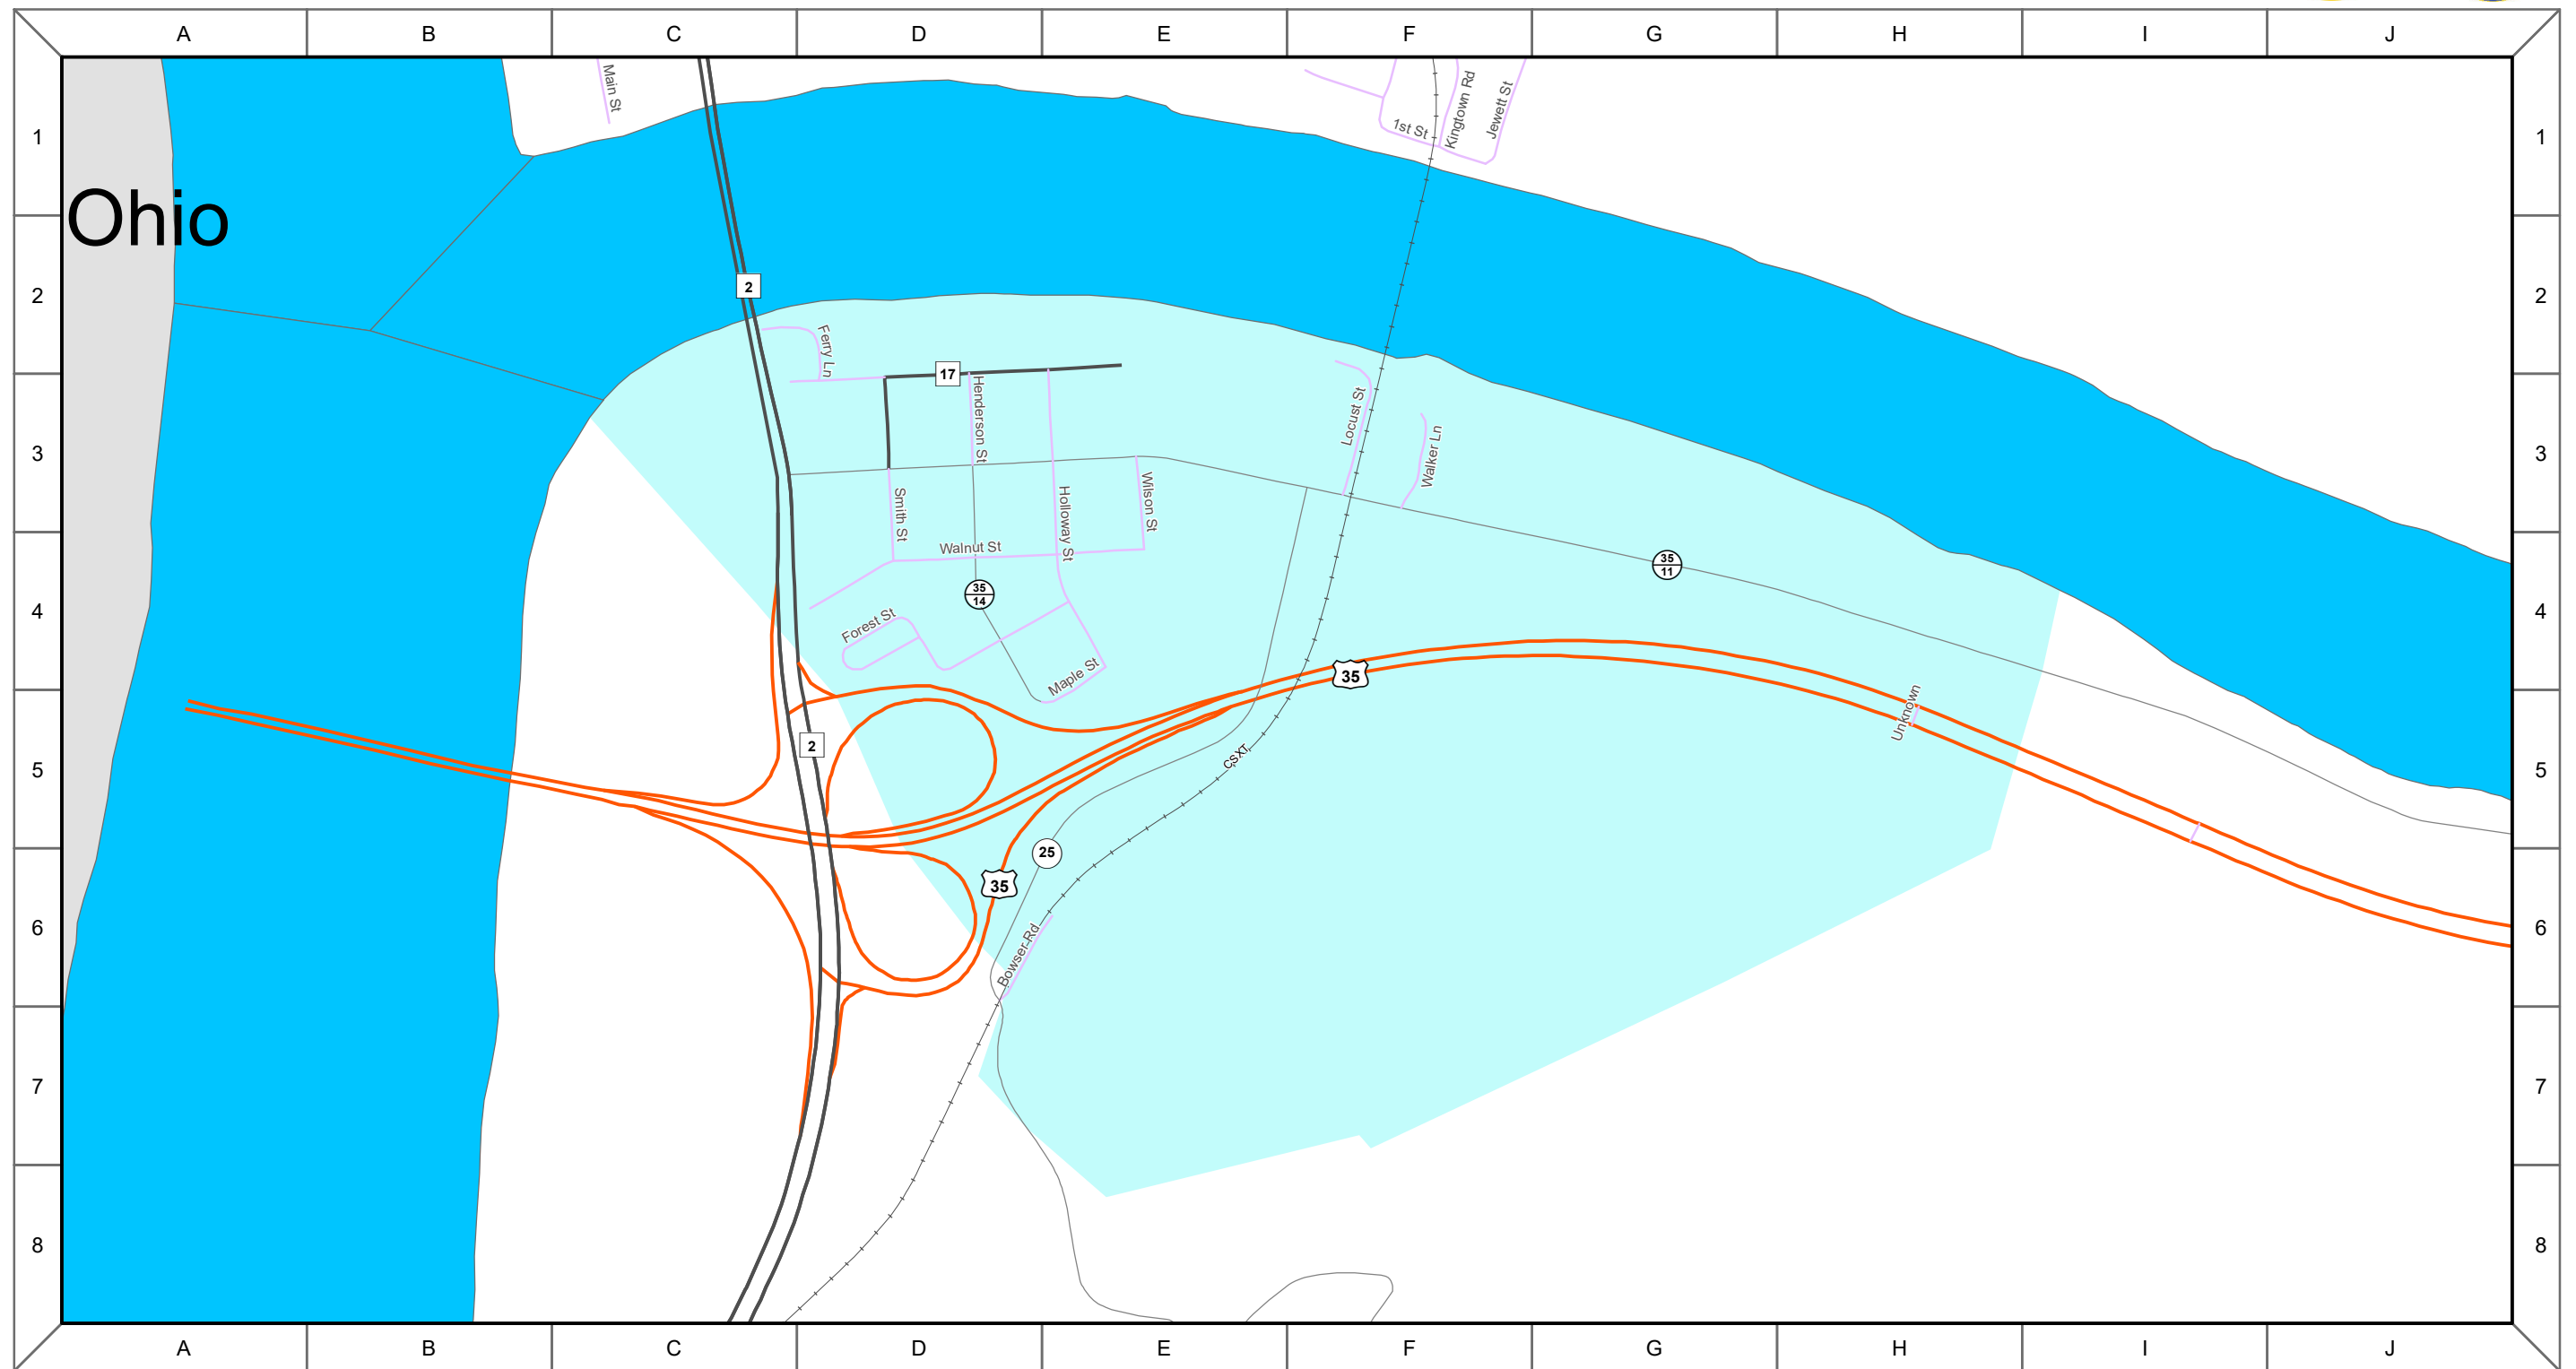 A B C D E F G H I J
Main St
Kingtown Rd
Jewett St
1st St
1 1
Ohio
2
2 2
Ferry Ln
17
Henderson St
Locust St
Walker Ln
3 3
Smith St
Holloway St
Wilson St
Walnut St
35
11
35
14
4 4
Forest St
Maple St
35
Unknown
2
CSXT
5 5
25
35
6 6
Bowser Rd
7 7
8 8
A B C D E F G H I J